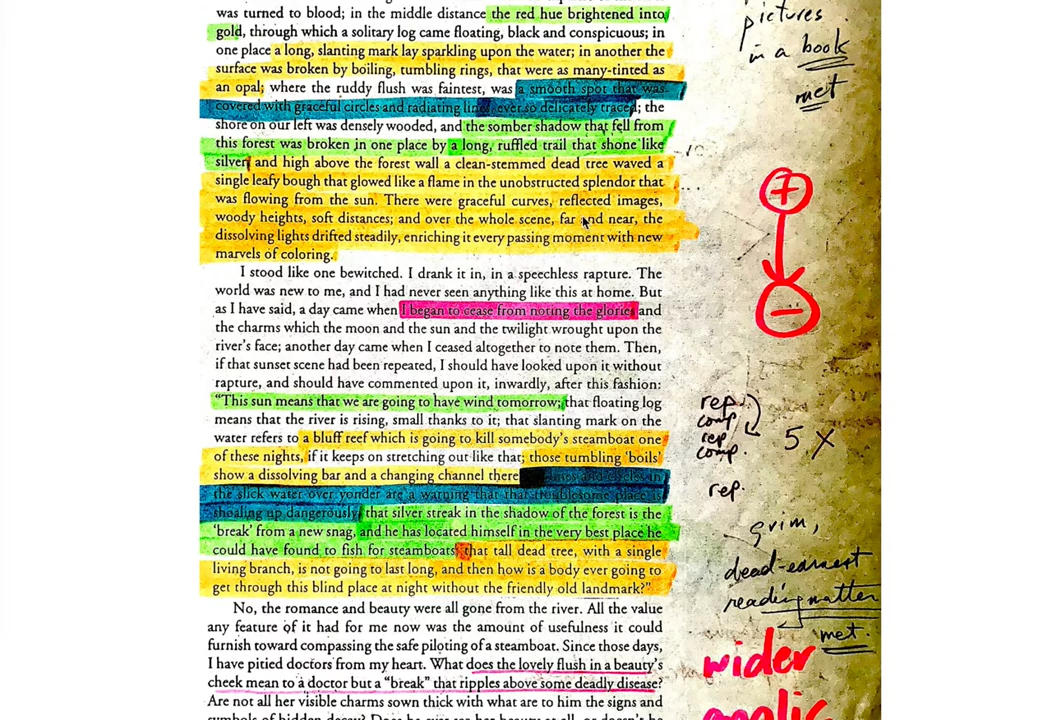 was turned to blood; in the middle distance the red hue brightened into
gold, through which a solitary log came floating, black and conspicuous; in
one place a long, slanting mark lay sparkling upon the water; in another the
surface was broken by boiling, tumbling rings, that were as many-tinted as
an opal; where the ruddy flush was faintest, was a smooth spot that was
covered with graceful circles and radiating lines, ever so delicately traced; the
shore on our left was densely wooded, and the somber shadow that fell from
this forest was broken in one place by a long, ruffled trail that shone like
silver; and high above the forest wall a clean-stemmed dead tree waved a
single leafy bough that glowed like a flame in the unobstructed splendor that
was flowing from the sun. There were graceful curves, reflected images,
woody heights, soft distances; and over the whole scene, far and near, the
dissolving lights drifted steadily, enriching it every passing moment with new
marvels of coloring.
I stood like one bewitched. I drank it in, in a speechless rapture. The
world was new to me, and I had never seen anything like this at home. But
as I have said, a day came when I began to cease from noting the glories and
the charms which the moon and the sun and the twilight wrought upon the
river's face; another day came when I ceased altogether to note them. Then,
if that sunset scene had been repeated, I should have looked upon it without
rapture, and should have commented upon it, inwardly, after this fashion:
"This sun means that we are going to have wind tomorrow; that floating log
means that the river is rising, small thanks to it; that slanting mark on the
water refers to a bluff reef which is going to kill somebody's steamboat one
of these nights, if it keeps on stretching out like that; those tumbling 'boils'
show a dissolving bar and a changing channel there; the lines and circles in
the slick water over yonder are a warning that that troublesome place is
shoaling up dangerously; that silver streak in the shadow of the forest is the
'break' from a new snag, and he has located himself in the very best place he
could have found to fish for steamboats; that tall dead tree, with a single
living branch, is not going to last long, and then how is a body ever going to
get through this blind place at night without the friendly old landmark?"
No, the romance and beauty were all gone from the river. All the value
any feature of it had for me now was the amount of usefulness it could
furnish toward compassing the safe piloting of a steamboat. Since those days,
I have pitied doctors from my heart. What does the lovely flush in a beauty's
cheek mean to a doctor but a "break" that ripples above some deadly disease?
Are not all her visible charms sown thick with what are to him the signs and
symbols of hidden decay? Does he ever see her beauty at all, or doesn't he
pictures
in a book
met
+
−
rep.
comp
rep
comp.
5 X
rep.
grim,
dead-earnest
reading matter
met.
wider